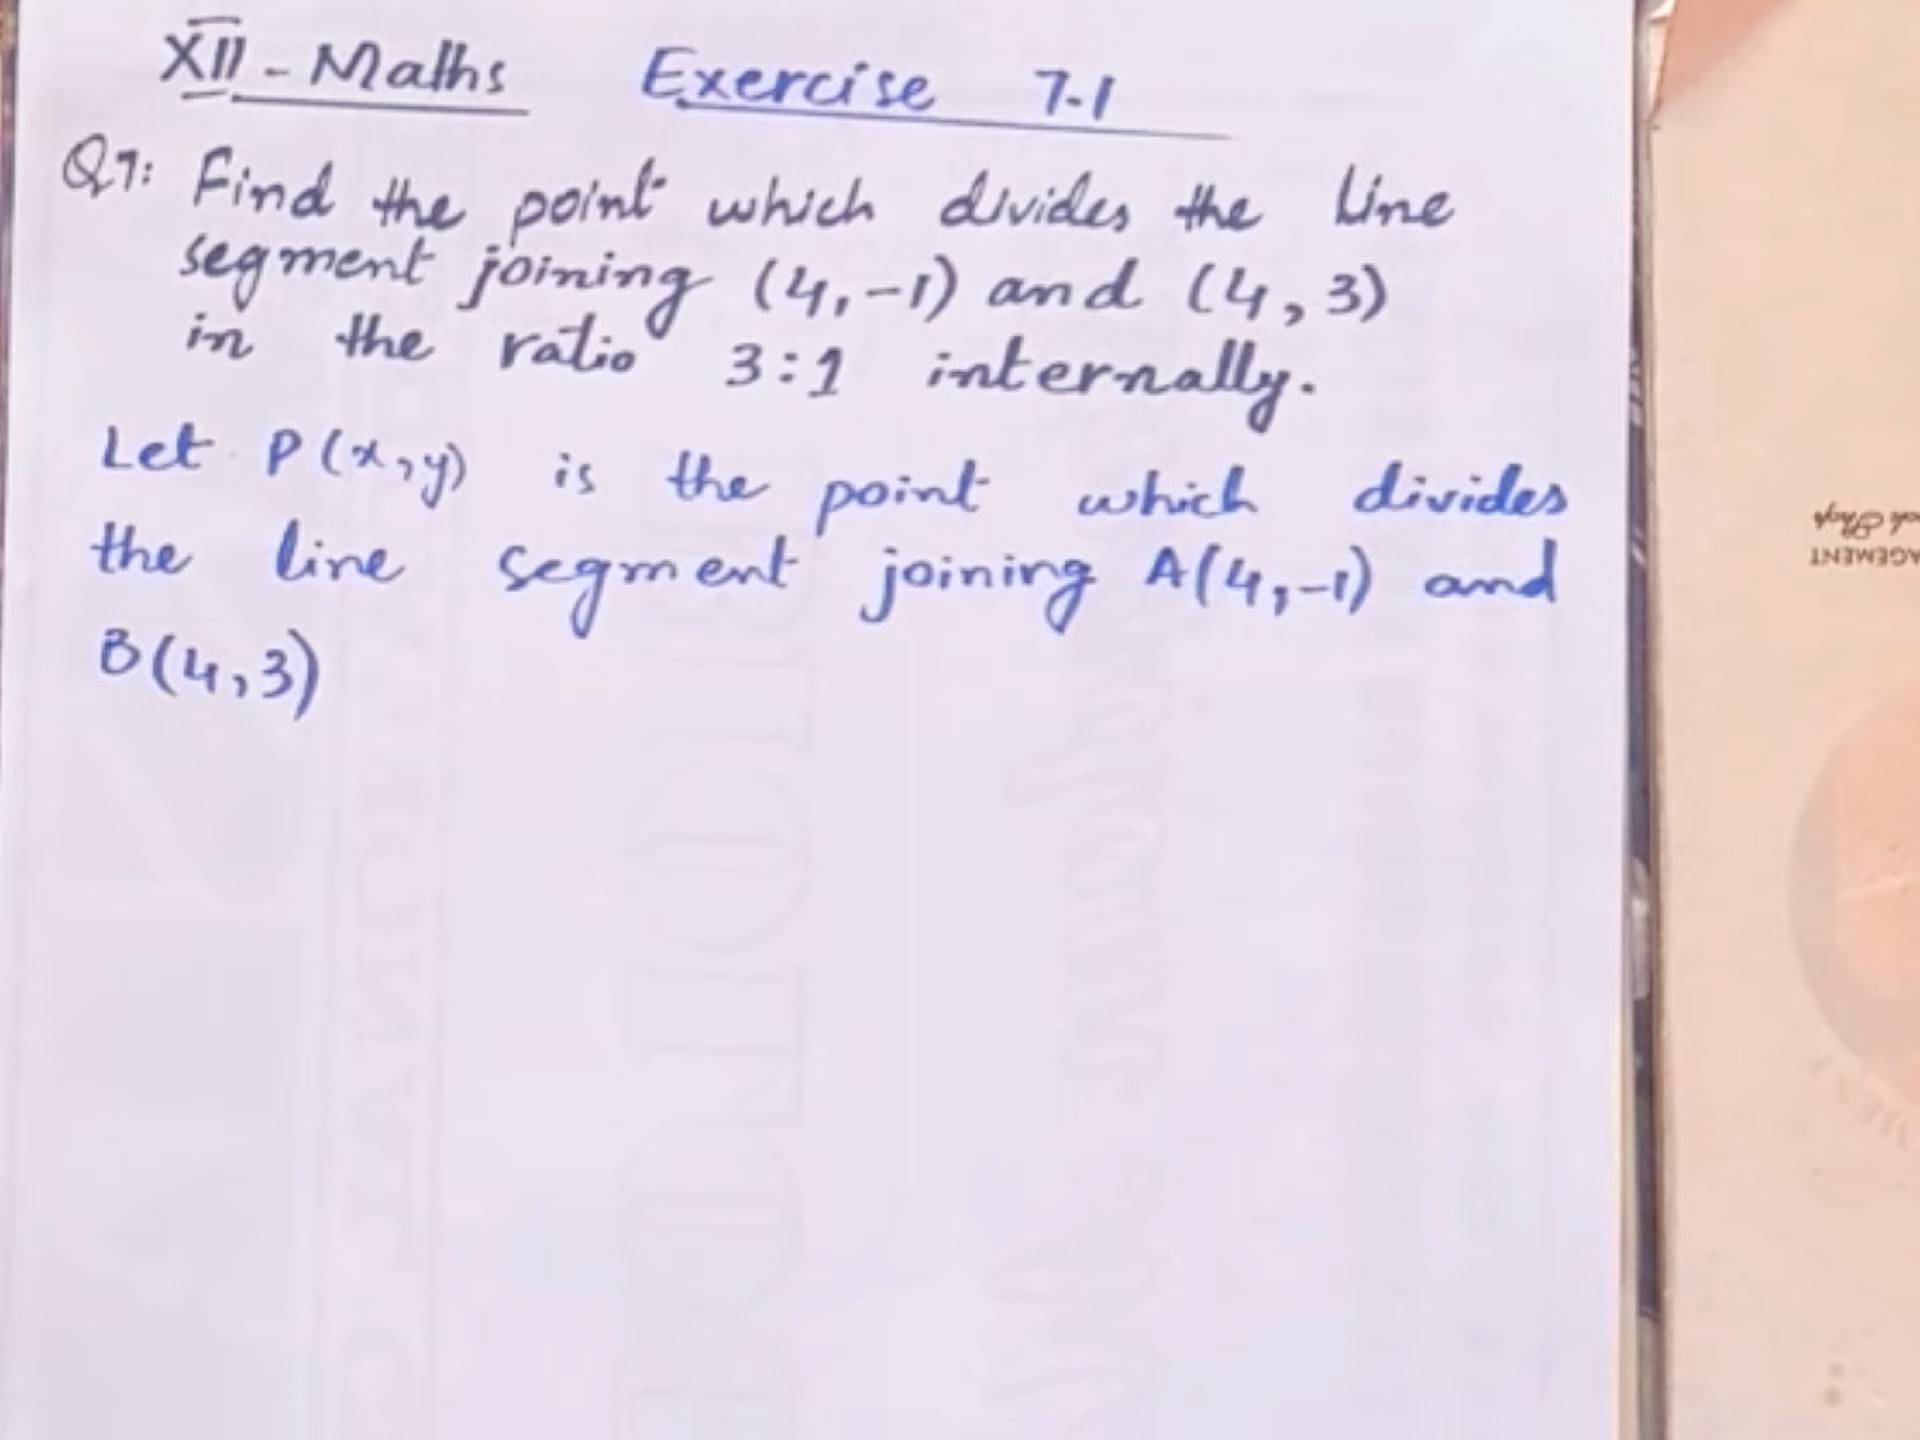 XII - Maths Exercise 7.1
Q7: Find the point which divides the line
segment joining (4,-1) and (4,3)
in the ratio 3:1 internally.
Let P(x,y) is the point which divides
the line segment joining A(4,-1) and
B(4,3)